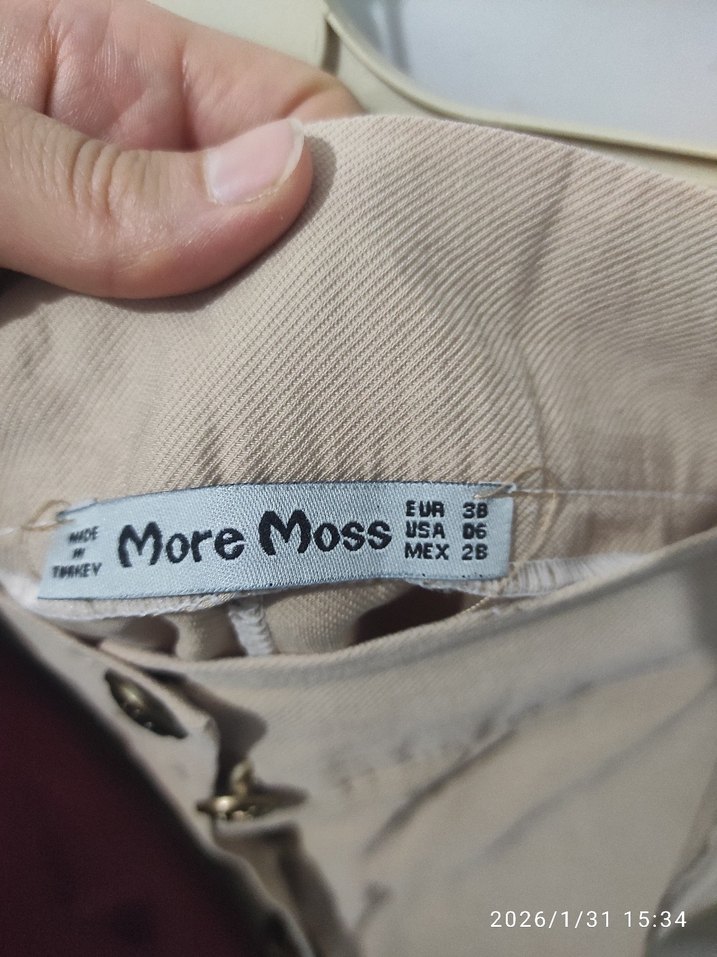 MADE
IN
TURKEY
More Moss
EUR 38
USA 06
MEX 28
2026/1/31 15:34